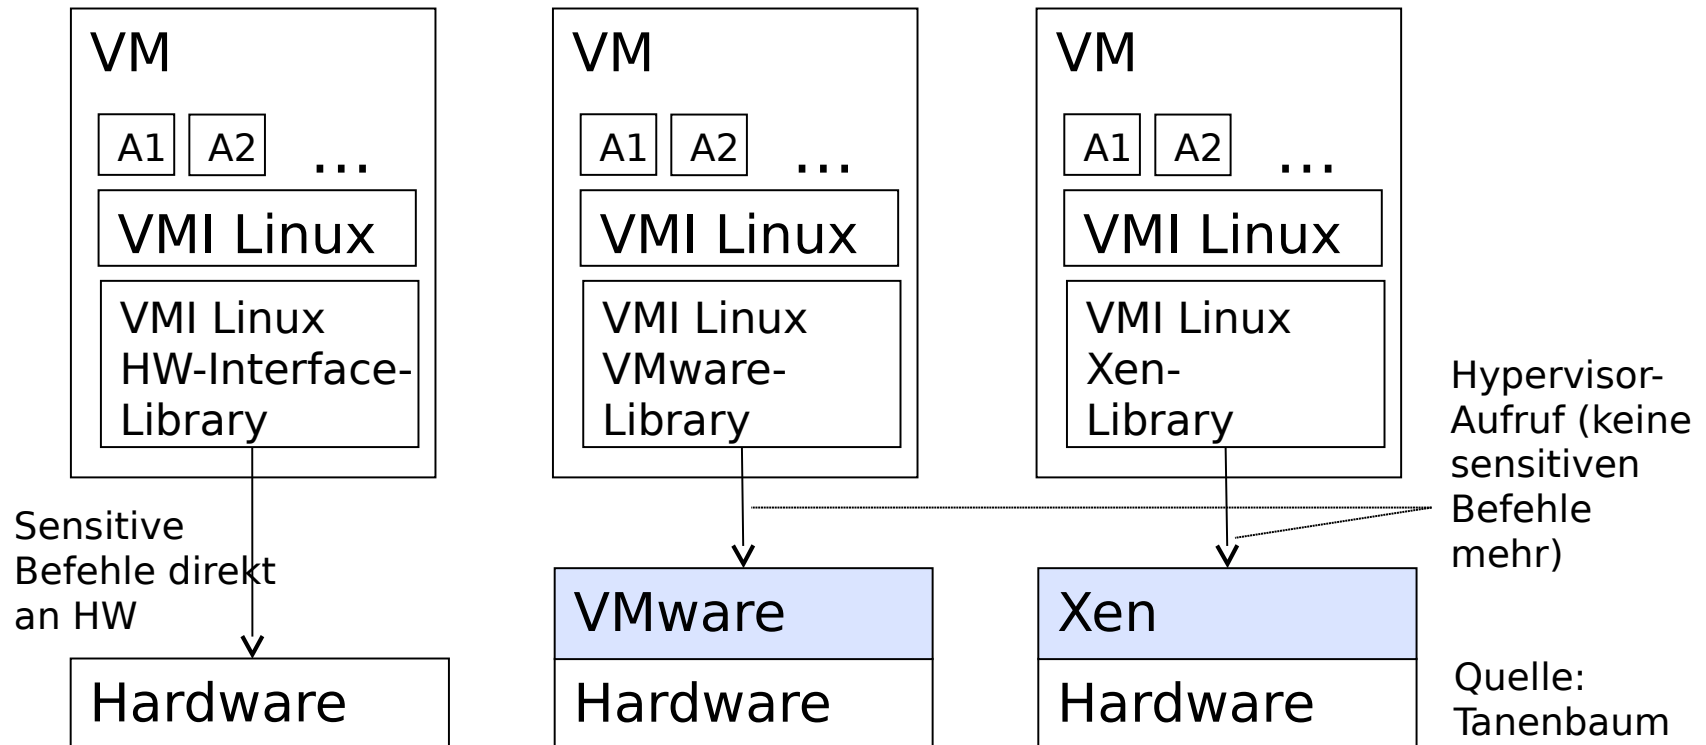 VM
A1 A2 ...
VMI Linux
VMI Linux
HW-Interface-
Library
Sensitive
Befehle direkt
an HW
Hardware
VM
A1 A2 ...
VMI Linux
VMI Linux
VMware-
Library
VMware
Hardware
VM
A1 A2 ...
VMI Linux
VMI Linux
Xen-
Library
Xen
Hardware
Hypervisor-
Aufruf (keine
sensitiven
Befehle
mehr)
Quelle:
Tanenbaum